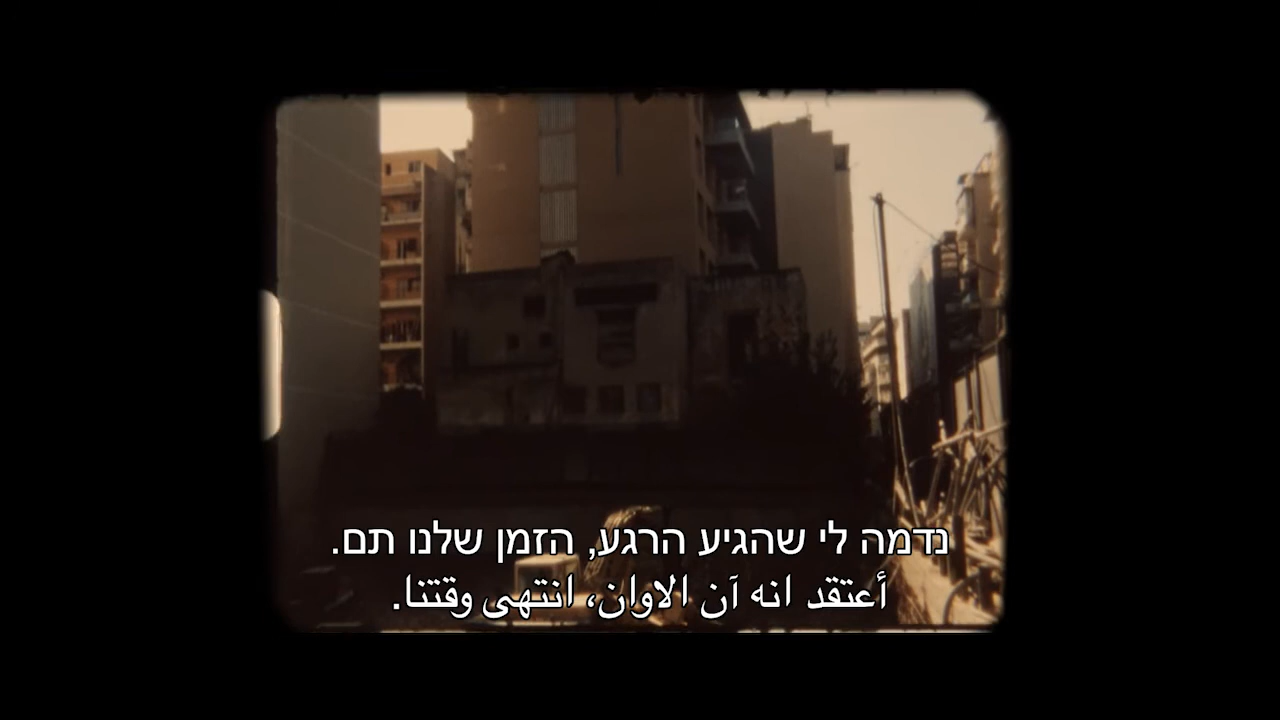 נדמה לי שהגיע הרגע, הזמן שלנו תם.
أعتقد انه آن الاوان، انتهى وقتنا.